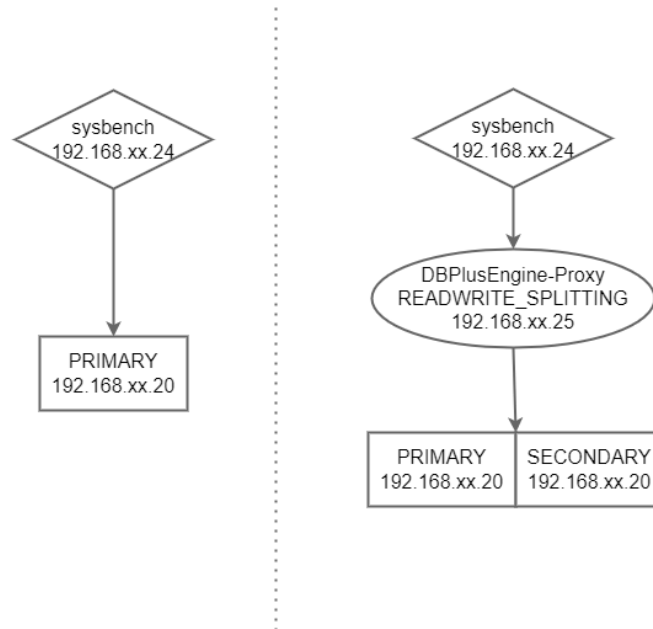 sysbench
192.168.xx.24
PRIMARY
192.168.xx.20
sysbench
192.168.xx.24
DBPlusEngine-Proxy
READWRITE_SPLITTING
192.168.xx.25
PRIMARY
192.168.xx.20
SECONDARY
192.168.xx.20